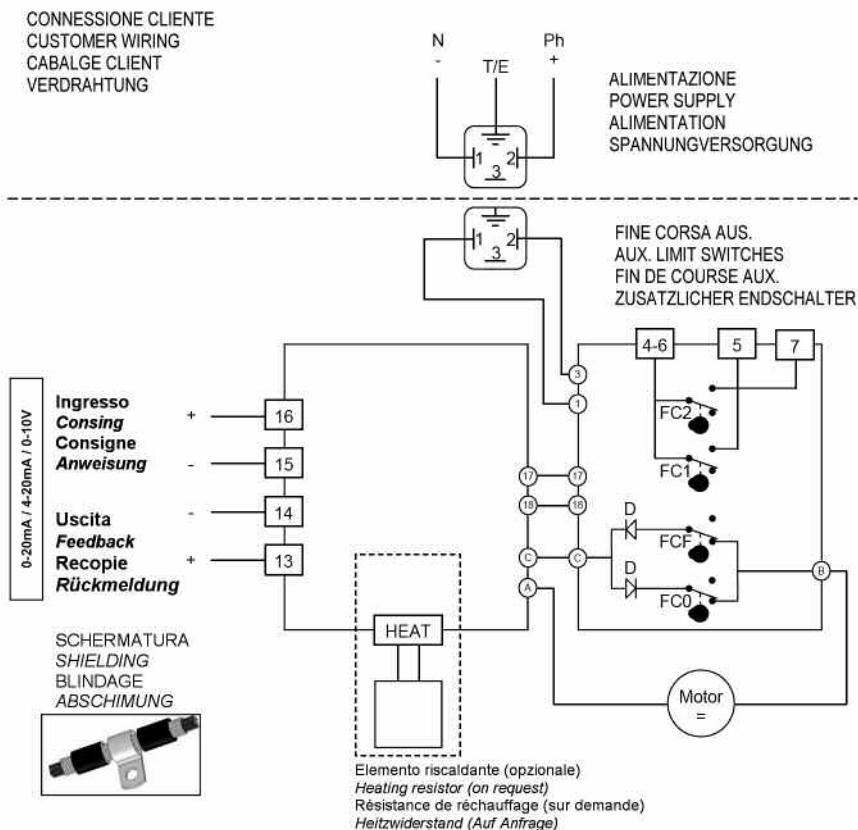 CONNESSIONE CLIENTE
CUSTOMER WIRING
CABALGE CLIENT
VERDRAHTUNG
N
-
T/E
Ph
+
ALIMENTAZIONE
POWER SUPPLY
ALIMENTATION
SPANNUNGVERSORGUNG
1 2
3
1 2
3
FINE CORSA AUS.
AUX. LIMIT SWITCHES
FIN DE COURSE AUX.
ZUSATZLICHER ENDSCHALTER
4-6 5 7
3
1
FC2
FC1
0-20mA / 4-20mA / 0-10V
Ingresso
Consing
Consigne
Anweisung
+ 16
- 15
Uscita
Feedback
Recopie
Rückmeldung
- 14
+ 13
17 17
18 18
C C
A
D
FCF
D
FC0
B
HEAT
Motor
=
SCHERMATURA
SHIELDING
BLINDAGE
ABSCHIMUNG
Elemento riscaldante (opzionale)
Heating resistor (on request)
Résistance de réchauffage (sur demande)
Heitzwiderstand (Auf Anfrage)